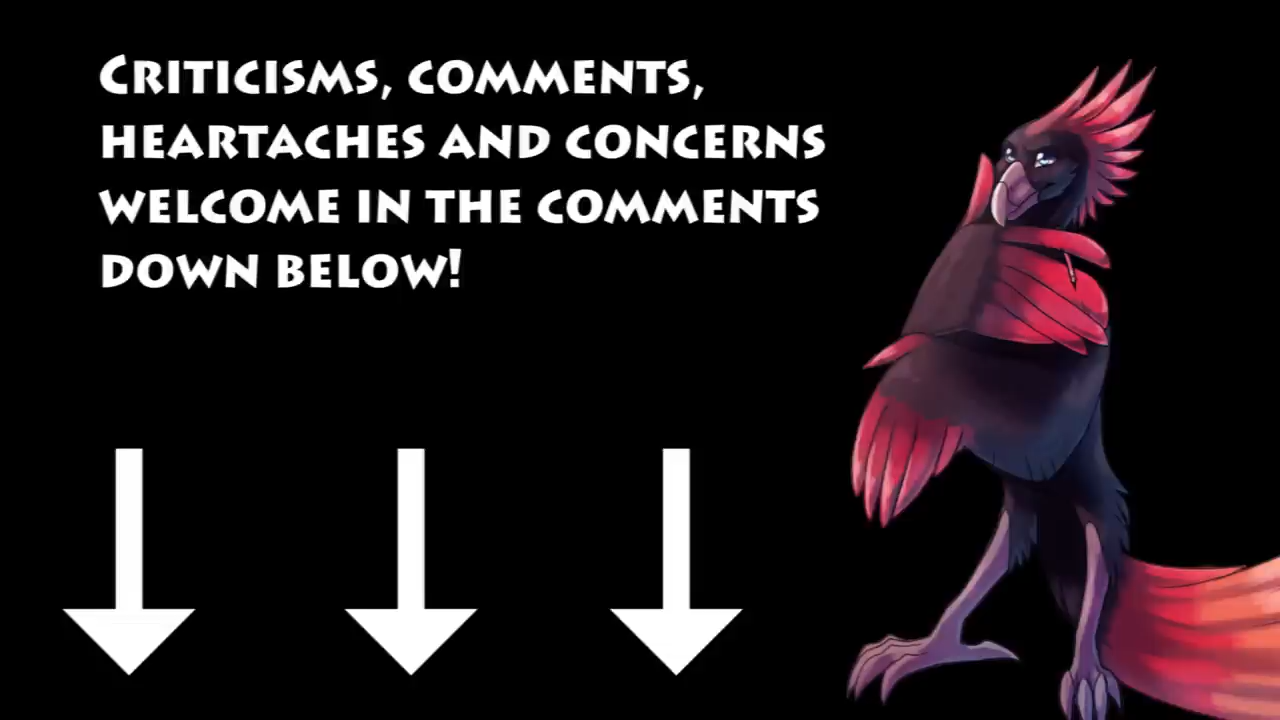 Criticisms, comments,
heartaches and concerns
welcome in the comments
down below!